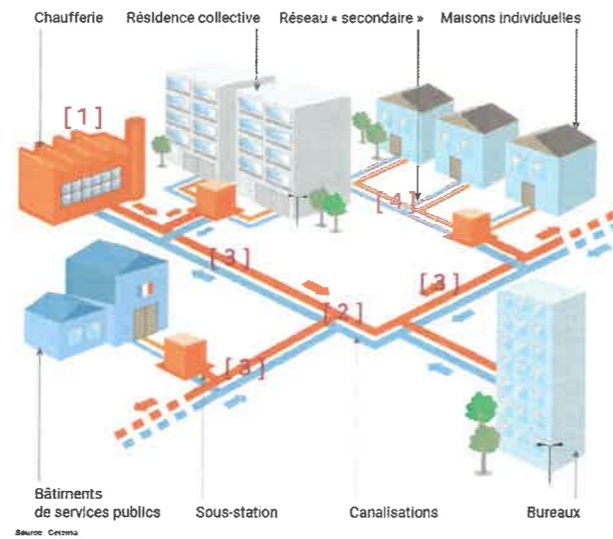 Chaufferie
Résidence collective
Réseau « secondaire »
Maisons individuelles
[ 1 ]
[ 4 ]
[ 3 ]
[ 3 ]
[ 2 ]
[ 3 ]
Bâtiments
de services publics
Sous-station
Canalisations
Bureaux
Source